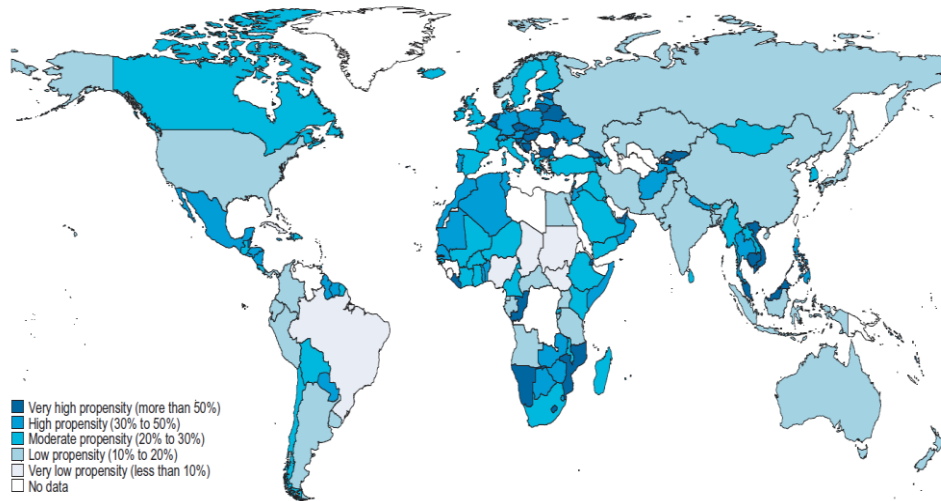 Very high propensity (more than 50%)
High propensity (30% to 50%)
Moderate propensity (20% to 30%)
Low propensity (10% to 20%)
Very low propensity (less than 10%)
No data